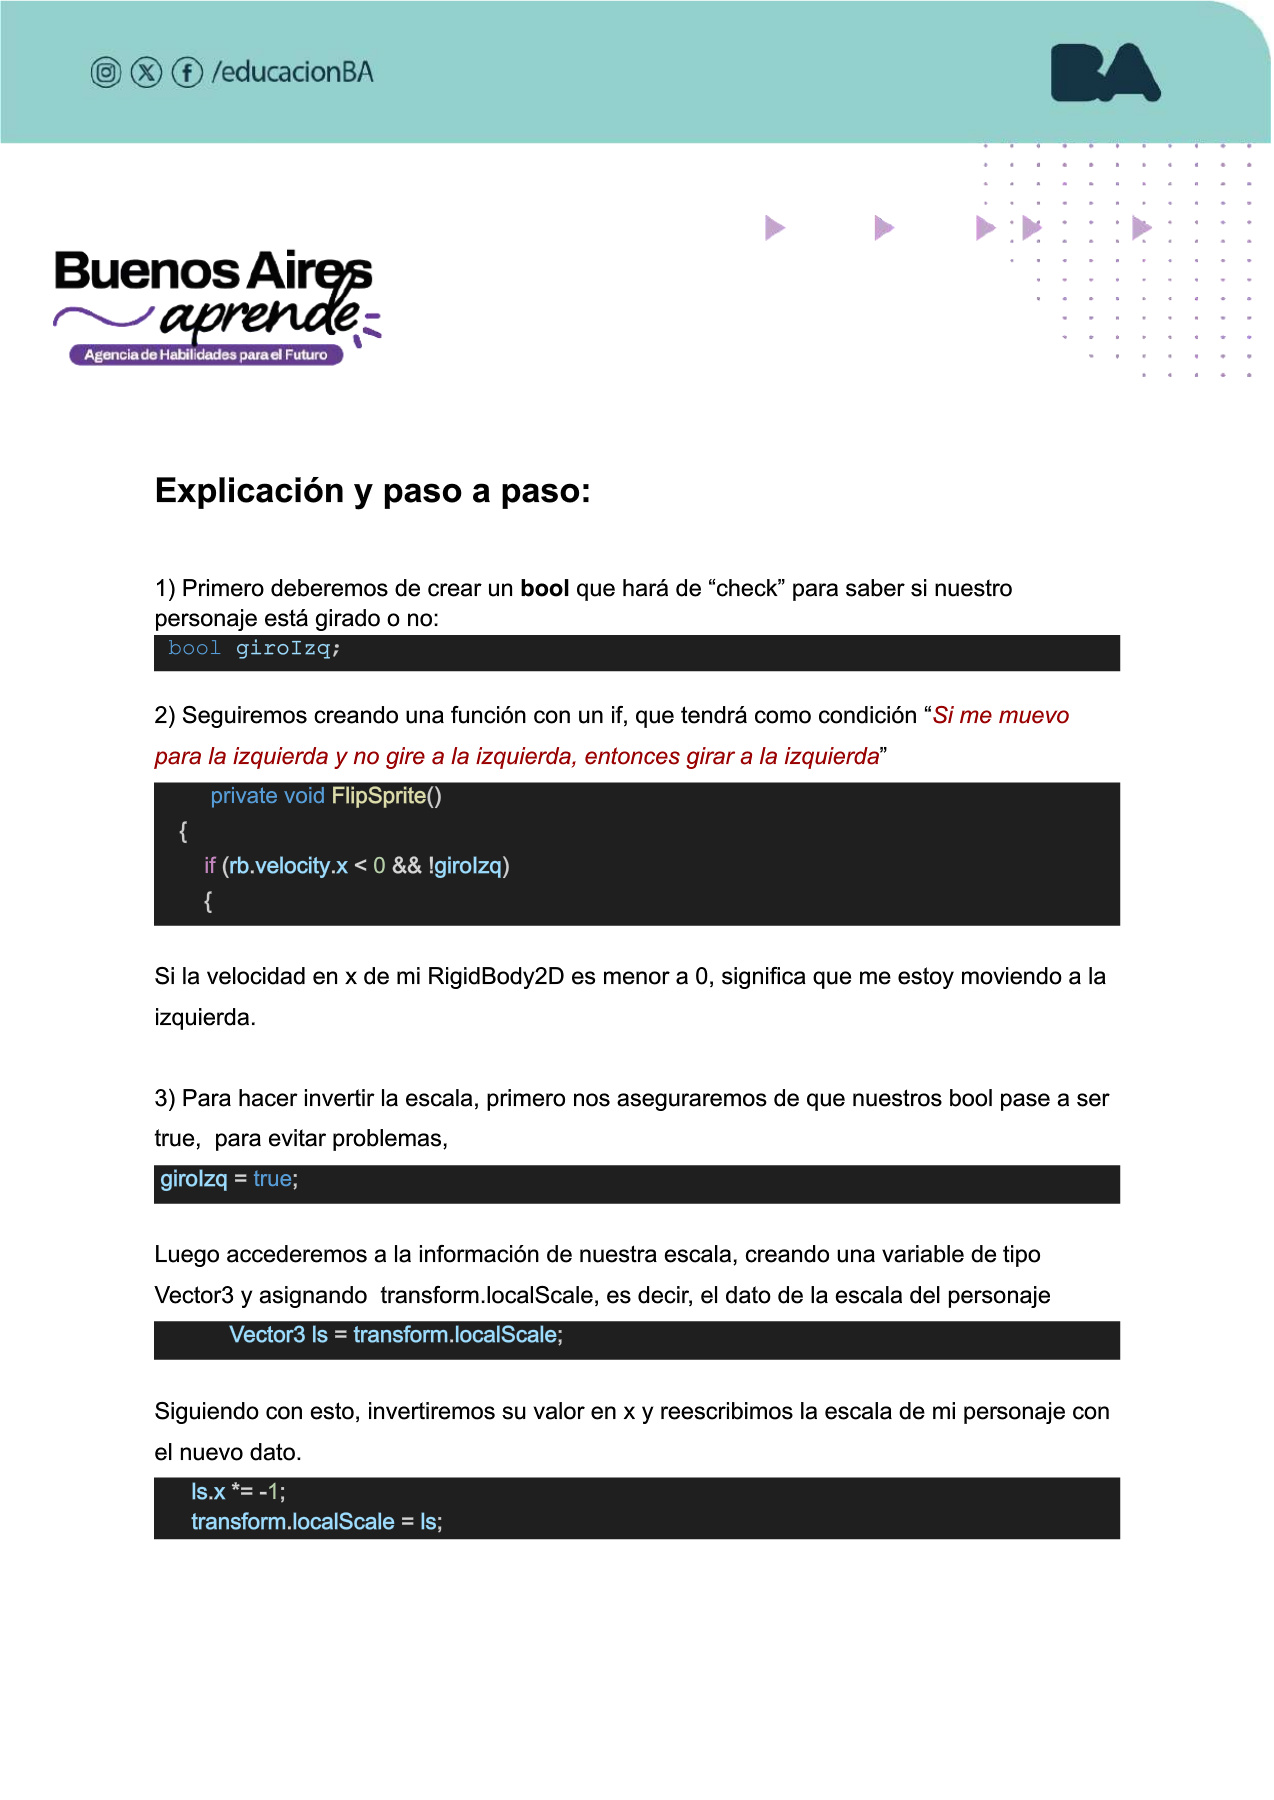 /educacionBA
BA
Buenos Aires
aprende
Agencia de Habilidades para el Futuro
Explicación y paso a paso:
1) Primero deberemos de crear un bool que hará de “check” para saber si nuestro
personaje está girado o no:
bool giroIzq;
2) Seguiremos creando una función con un if, que tendrá como condición “Si me muevo
para la izquierda y no gire a la izquierda, entonces girar a la izquierda”
private void FlipSprite()
{
if (rb.velocity.x < 0 && !giroIzq)
{
Si la velocidad en x de mi RigidBody2D es menor a 0, significa que me estoy moviendo a la
izquierda.
3) Para hacer invertir la escala, primero nos aseguraremos de que nuestros bool pase a ser
true,  para evitar problemas,
giroIzq = true;
Luego accederemos a la información de nuestra escala, creando una variable de tipo
Vector3 y asignando  transform.localScale, es decir, el dato de la escala del personaje
Vector3 ls = transform.localScale;
Siguiendo con esto, invertiremos su valor en x y reescribimos la escala de mi personaje con
el nuevo dato.
ls.x *= -1;
transform.localScale = ls;